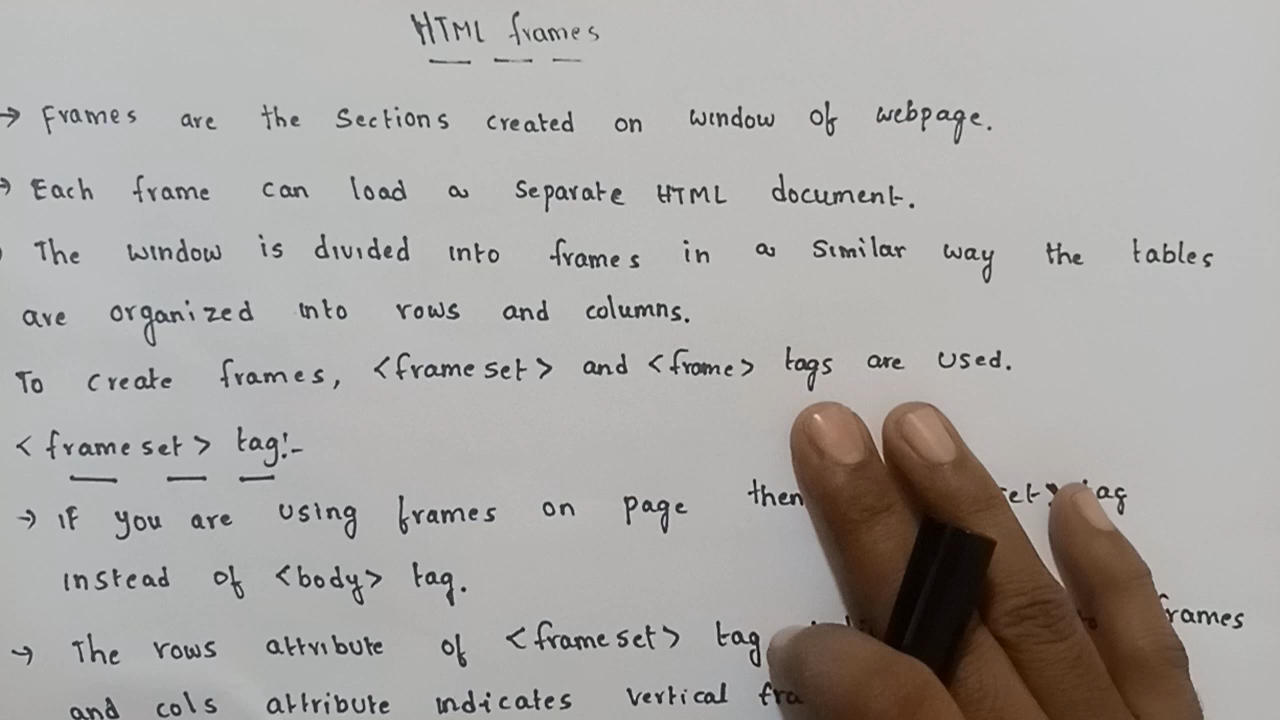 HTML frames
→ Frames are the Sections created on window of webpage.
→ Each frame can load a separate HTML document.
The window is divided into frames in a similar way the tables
are organized into rows and columns.
To create frames, <frameset> and <frame> tags are used.
<frameset> tag:-
→ If you are using frames on page then tag
instead of <body> tag.
→ The rows attribute of <frameset> tag frames
and cols attribute indicates vertical